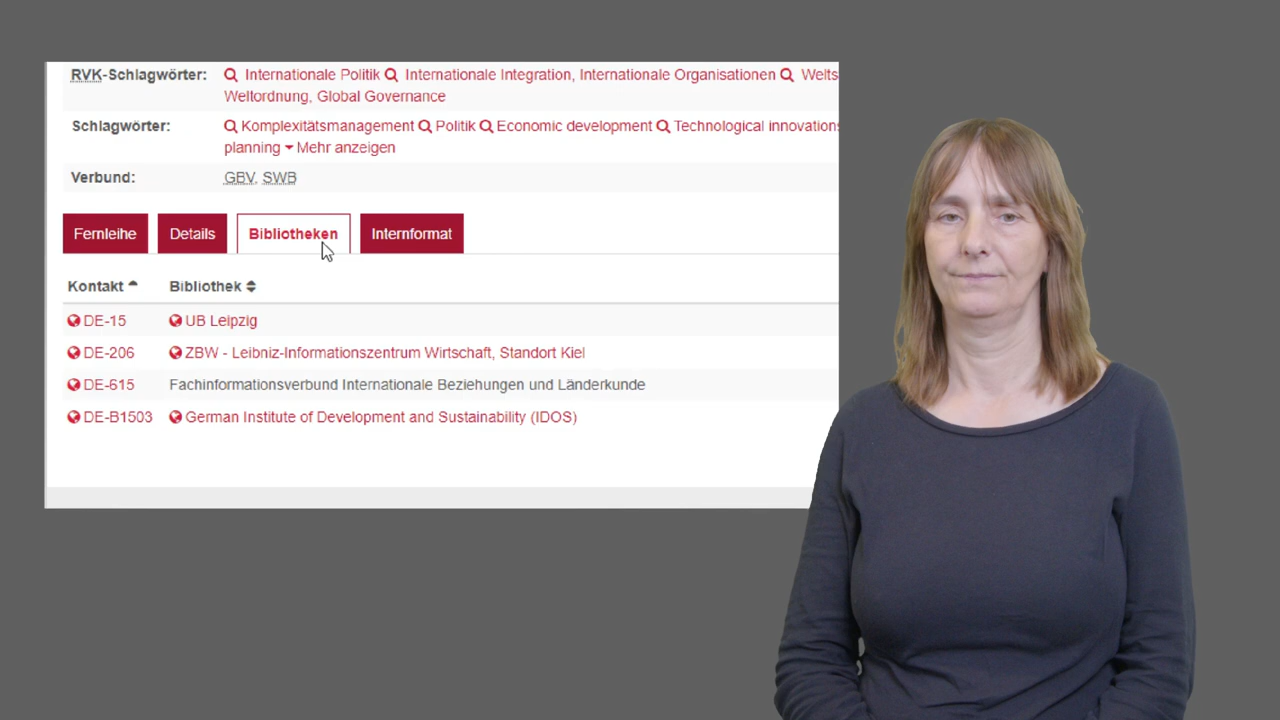 RVK-Schlagwörter: Internationale Politik Internationale Integration, Internationale Organisationen
Weltordnung, Global Governance
Schlagwörter: Komplexitätsmanagement Politik Economic development Technological innovations
planning Mehr anzeigen
Verbund: GBV, SWB
Fernleihe Details Bibliotheken Internformat
Kontakt Bibliothek
DE-15 UB Leipzig
DE-206 ZBW - Leibniz-Informationszentrum Wirtschaft, Standort Kiel
DE-615 Fachinformationsverbund Internationale Beziehungen und Länderkunde
DE-B1503 German Institute of Development and Sustainability (IDOS)